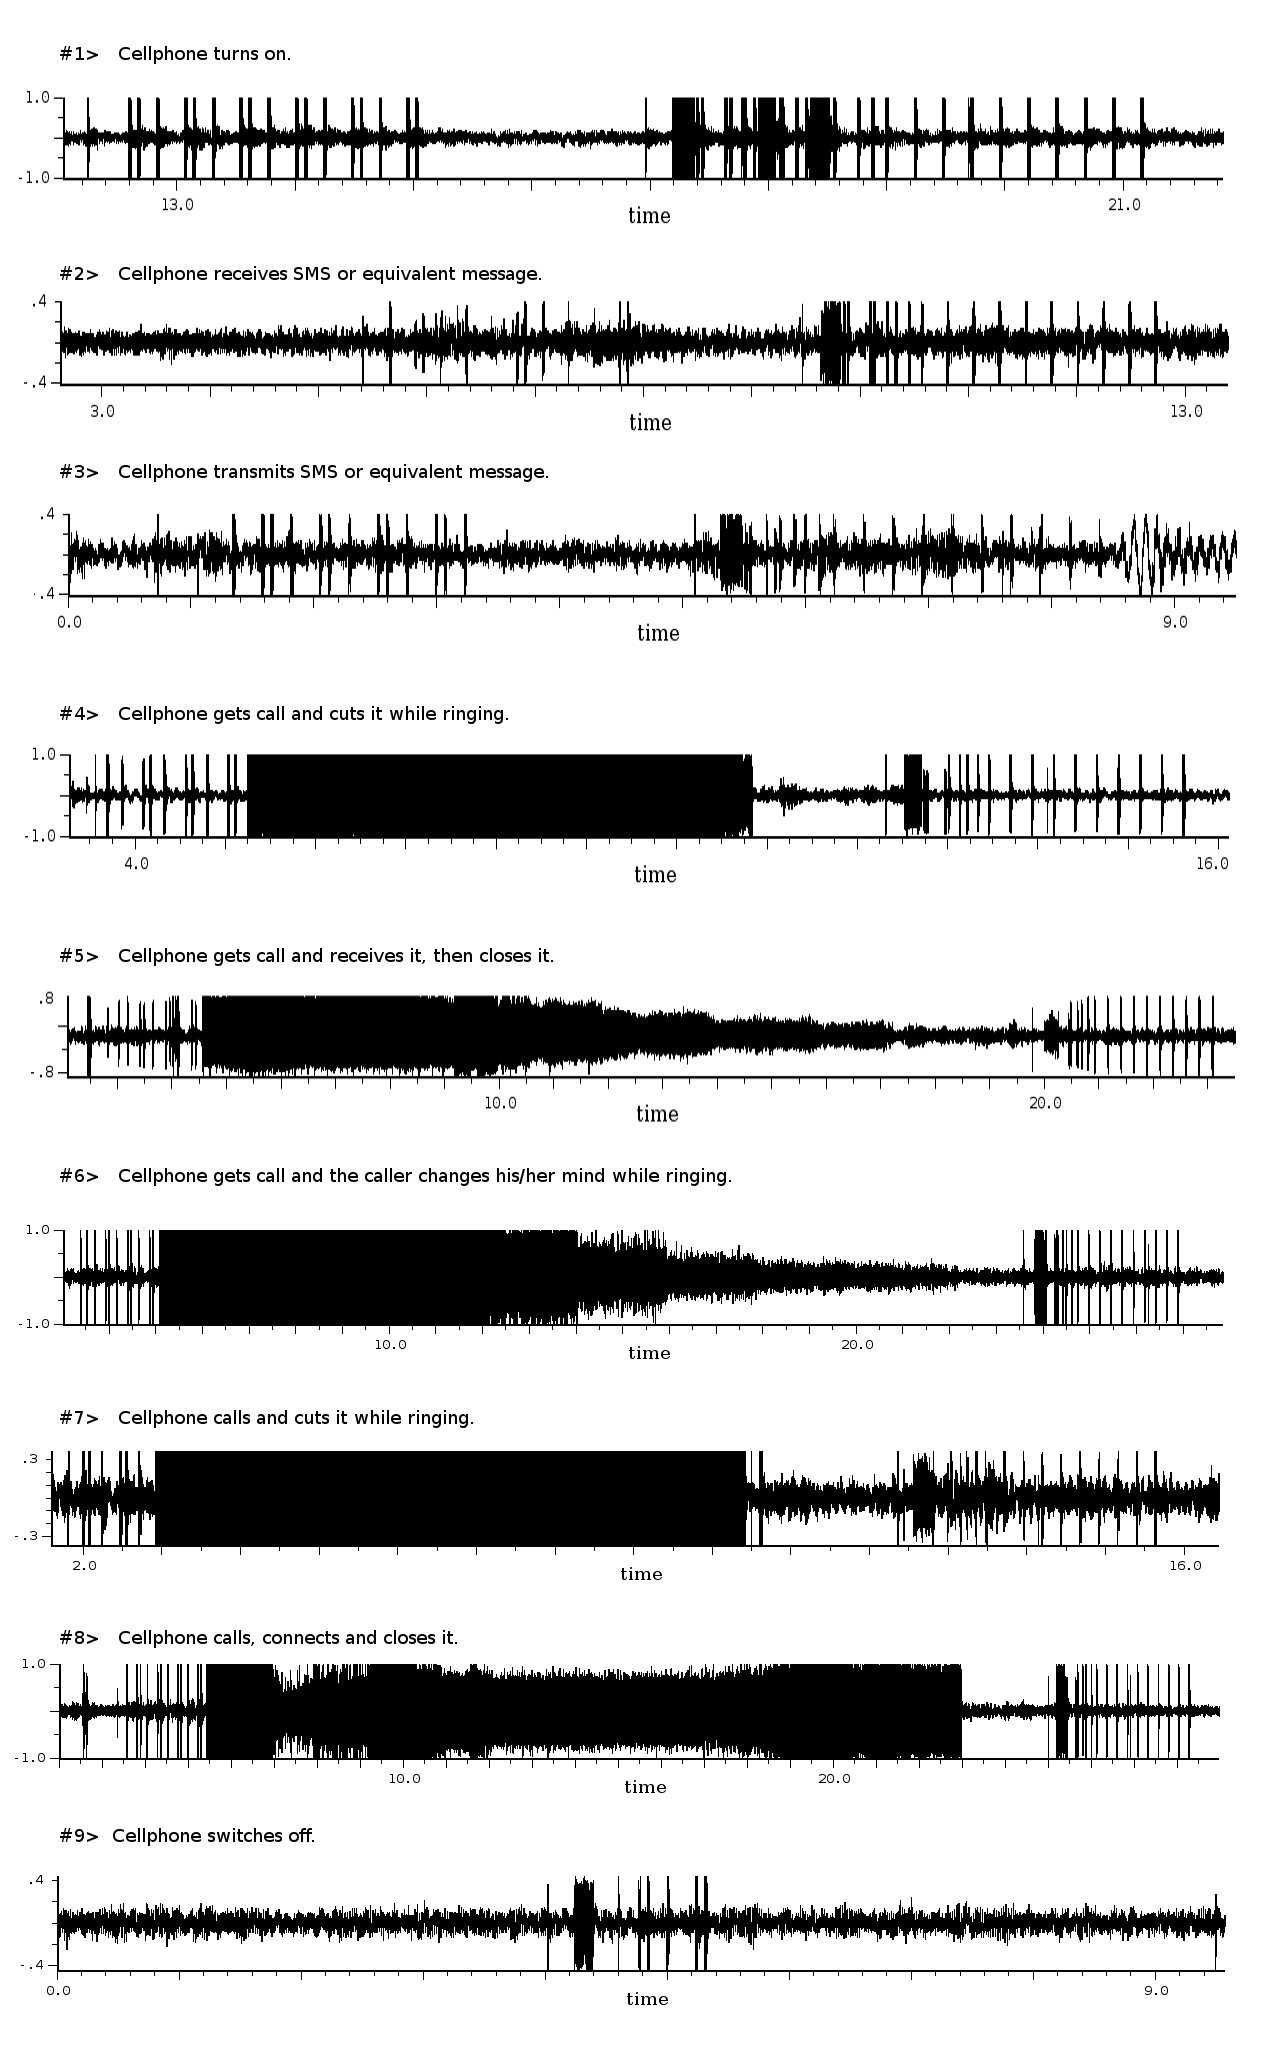 #1> Cellphone turns on.
1.0
-1.0
13.0 21.0
time
#2> Cellphone receives SMS or equivalent message.
.4
-.4
3.0 13.0
time
#3> Cellphone transmits SMS or equivalent message.
.4
-.4
0.0 9.0
time
#4> Cellphone gets call and cuts it while ringing.
1.0
-1.0
4.0 16.0
time
#5> Cellphone gets call and receives it, then closes it.
.8
-.8
10.0 20.0
time
#6> Cellphone gets call and the caller changes his/her mind while ringing.
1.0
-1.0
10.0 20.0
time
#7> Cellphone calls and cuts it while ringing.
.3
-.3
2.0 16.0
time
#8> Cellphone calls, connects and closes it.
1.0
-1.0
10.0 20.0
time
#9> Cellphone switches off.
.4
-.4
0.0 9.0
time